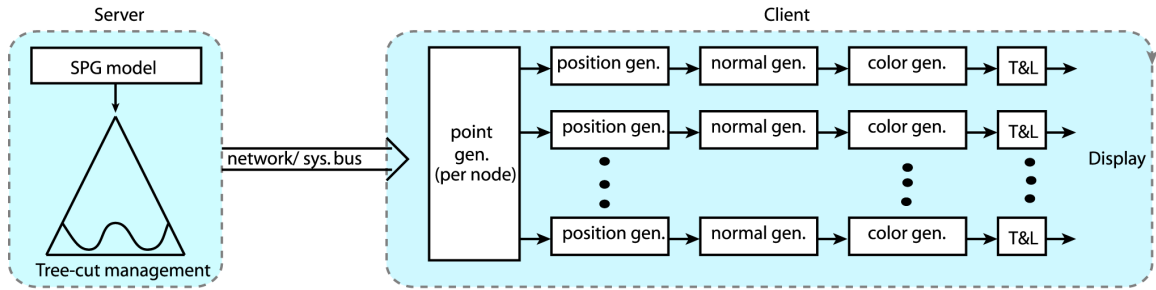 Server
Client
SPG model
Tree-cut management
network/ sys. bus
point
gen.
(per node)
position gen.
normal gen.
color gen.
T&L
position gen.
normal gen.
color gen.
T&L
position gen.
normal gen.
color gen.
T&L
Display